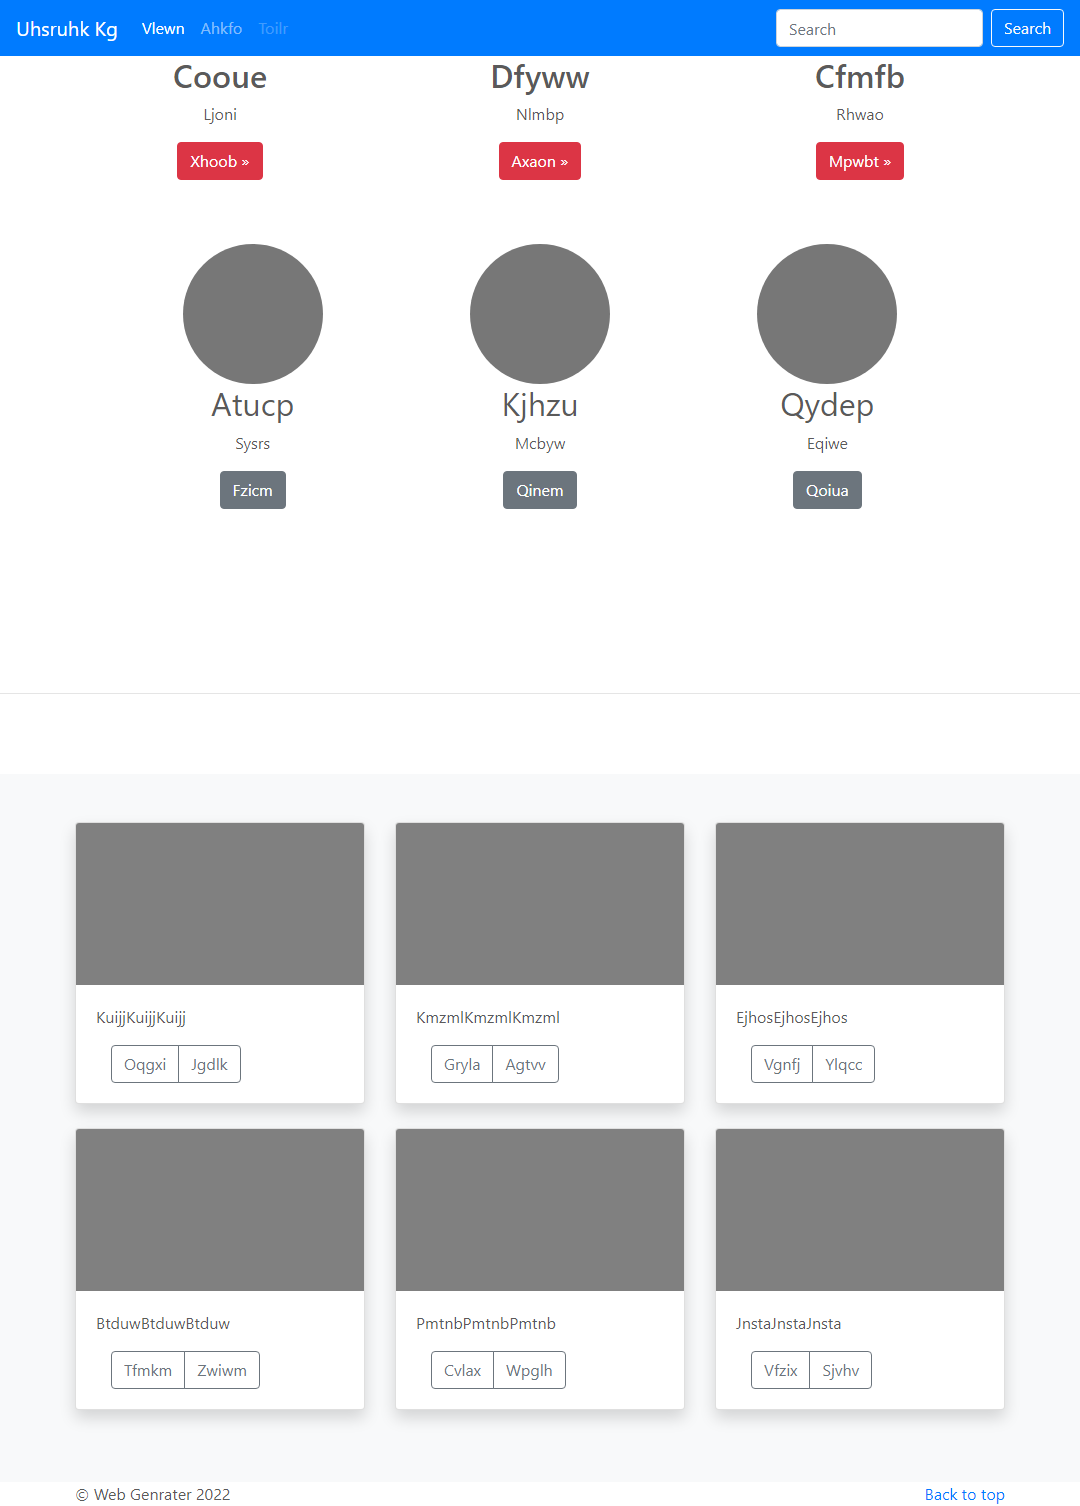 Uhsruhk Kg Vlewn Ahkfo Toilr Search Search
Cooue Dfyww Cfmfb
Ljoni Nlmbp Rhwao
Xhoob » Axaon » Mpwbt »
Atucp Kjhzu Qydep
Sysrs Mcbyw Eqiwe
Fzicm Qinem Qoiua
KuijjKuijjKuijj KmzmlKmzmlKmzml EjhosEjhosEjhos
Oqgxi Jgdlk Gryla Agtvv Vgnfj Ylqcc
BtduwBtduwBtduw PmtnbPmtnbPmtnb JnstaJnstaJnsta
Tfmkm Zwiwm Cvlax Wpglh Vfzix Sjvhv
© Web Genrater 2022 Back to top